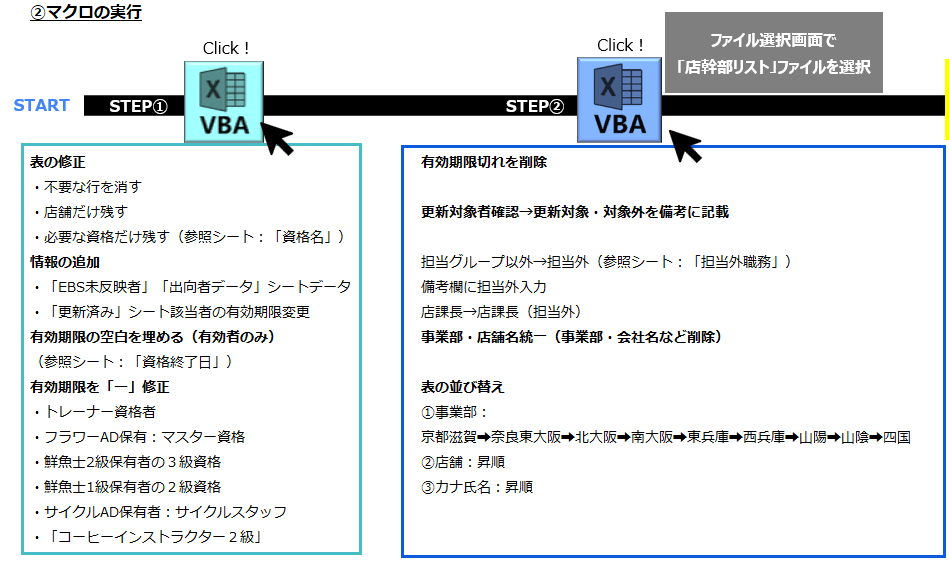 ②マクロの実行
Click！
Click！
ファイル選択画面で
「店幹部リスト」ファイルを選択
START
STEP①
STEP②
X
VBA
X
VBA
表の修正
・不要な行を消す
・店舗だけ残す
・必要な資格だけ残す（参照シート：「資格名」）
情報の追加
・「EBS未反映者」「出向者データ」シートデータ
・「更新済み」シート該当者の有効期限変更
有効期限の空白を埋める（有効者のみ）
（参照シート：「資格終了日」）
有効期限を「ー」修正
・トレーナー資格者
・フラワーAD保有：マスター資格
・鮮魚士2級保有者の３級資格
・鮮魚士1級保有者の２級資格
・サイクルAD保有者：サイクルスタッフ
・「コーヒーインストラクター２級」
有効期限切れを削除
更新対象者確認→更新対象・対象外を備考に記載
担当グループ以外→担当外（参照シート：「担当外職務」）
備考欄に担当外入力
店課長→店課長（担当外）
事業部・店舗名統一（事業部・会社名など削除）
表の並び替え
①事業部：
京都滋賀➡奈良東大阪➡北大阪➡南大阪➡東兵庫➡西兵庫➡山陽➡山陰➡四国
②店舗：昇順
③カナ氏名：昇順